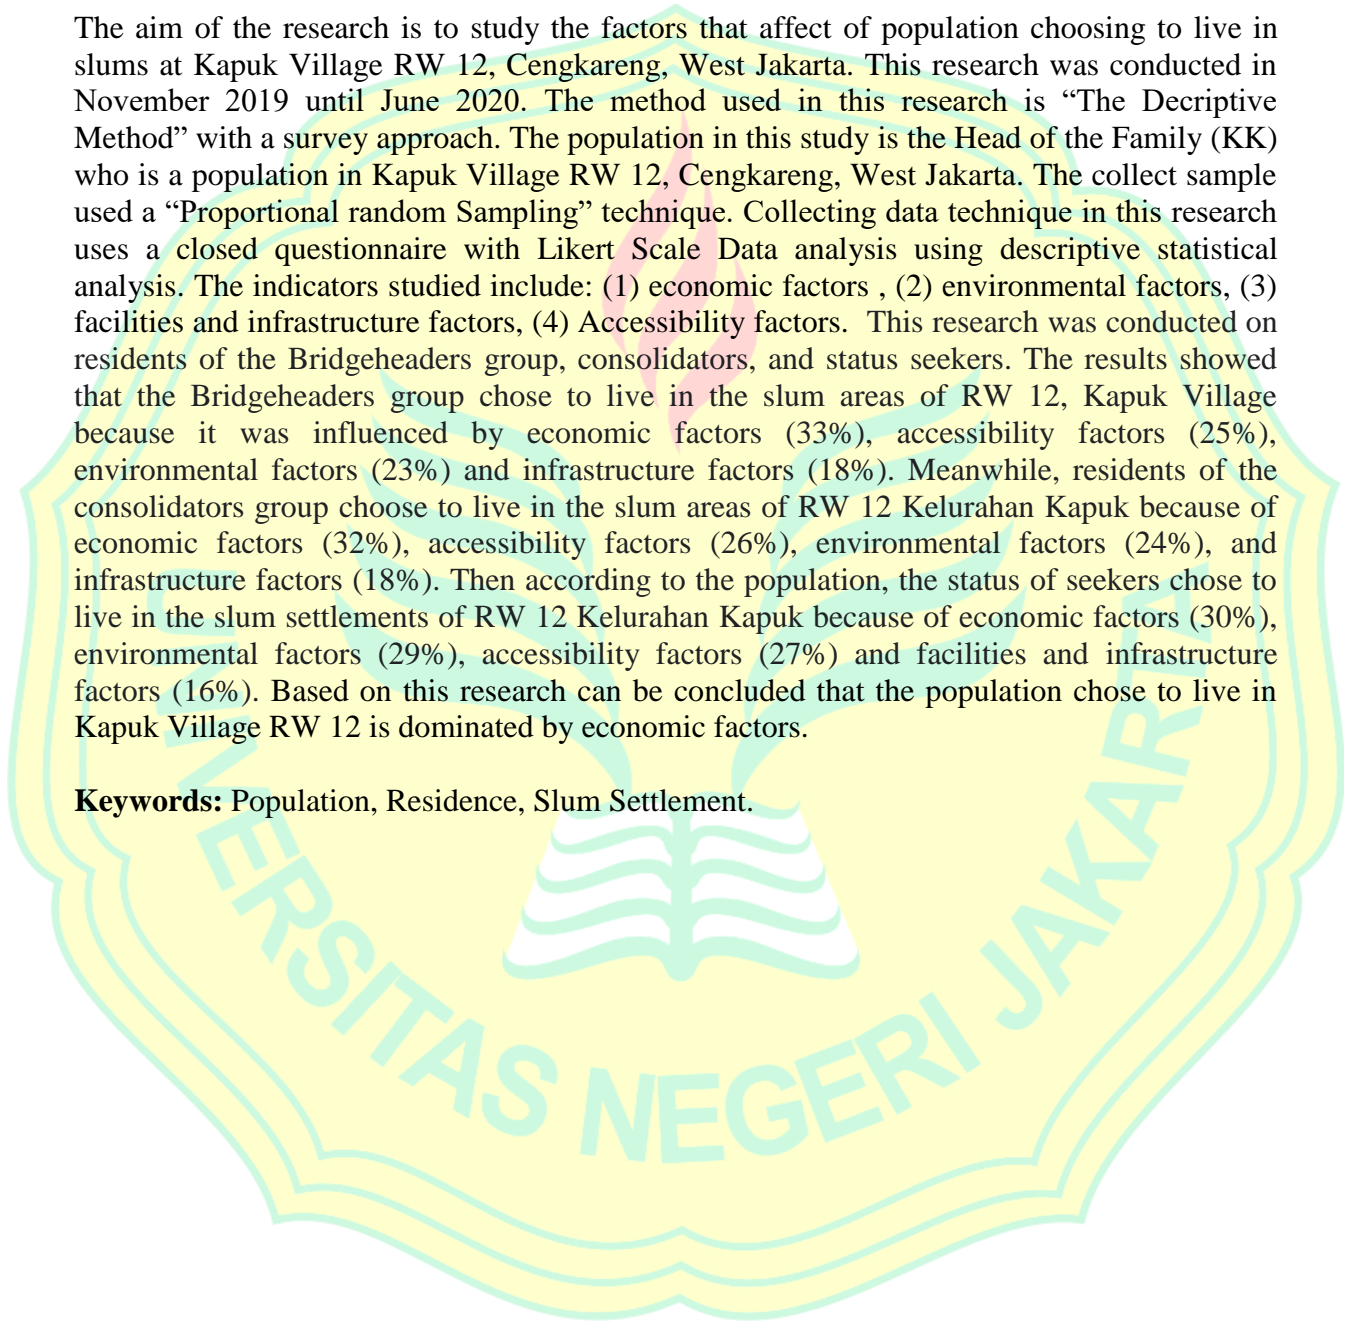 The aim of the research is to study the factors that affect of population choosing to live in
slums at Kapuk Village RW 12, Cengkareng, West Jakarta. This research was conducted in
November 2019 until June 2020. The method used in this research is “The Decriptive
Method” with a survey approach. The population in this study is the Head of the Family (KK)
who is a population in Kapuk Village RW 12, Cengkareng, West Jakarta. The collect sample
used a “Proportional random Sampling” technique. Collecting data technique in this research
uses a closed questionnaire with Likert Scale Data analysis using descriptive statistical
analysis. The indicators studied include: (1) economic factors , (2) environmental factors, (3)
facilities and infrastructure factors, (4) Accessibility factors. This research was conducted on
residents of the Bridgeheaders group, consolidators, and status seekers. The results showed
that the Bridgeheaders group chose to live in the slum areas of RW 12, Kapuk Village
because it was influenced by economic factors (33%), accessibility factors (25%),
environmental factors (23%) and infrastructure factors (18%). Meanwhile, residents of the
consolidators group choose to live in the slum areas of RW 12 Kelurahan Kapuk because of
economic factors (32%), accessibility factors (26%), environmental factors (24%), and
infrastructure factors (18%). Then according to the population, the status of seekers chose to
live in the slum settlements of RW 12 Kelurahan Kapuk because of economic factors (30%),
environmental factors (29%), accessibility factors (27%) and facilities and infrastructure
factors (16%). Based on this research can be concluded that the population chose to live in
Kapuk Village RW 12 is dominated by economic factors.
Keywords: Population, Residence, Slum Settlement.
UNIVERSITAS NEGERI JAKARTA